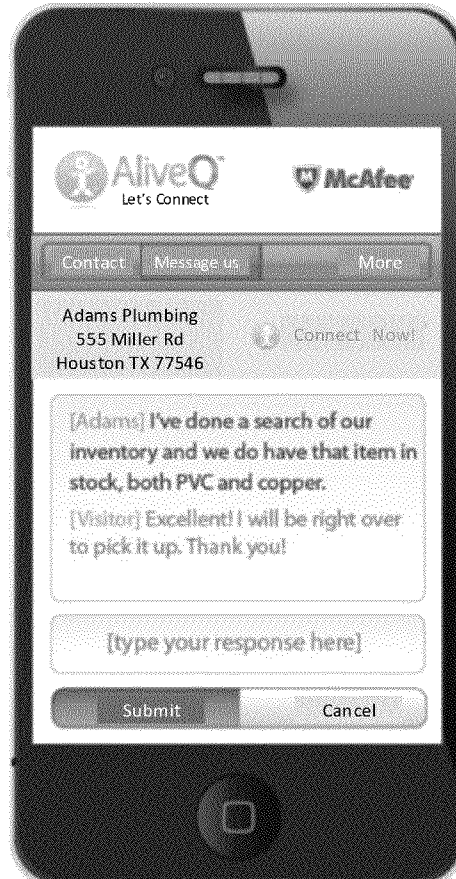 AliveQ™
Let's Connect
McAfee
Contact Message us More
Adams Plumbing
555 Miller Rd
Houston TX 77546
Connect Now!
[Adams] I've done a search of our
inventory and we do have that item in
stock, both PVC and copper.
[Visitor] Excellent! I will be right over
to pick it up. Thank you!
[type your response here]
Submit Cancel